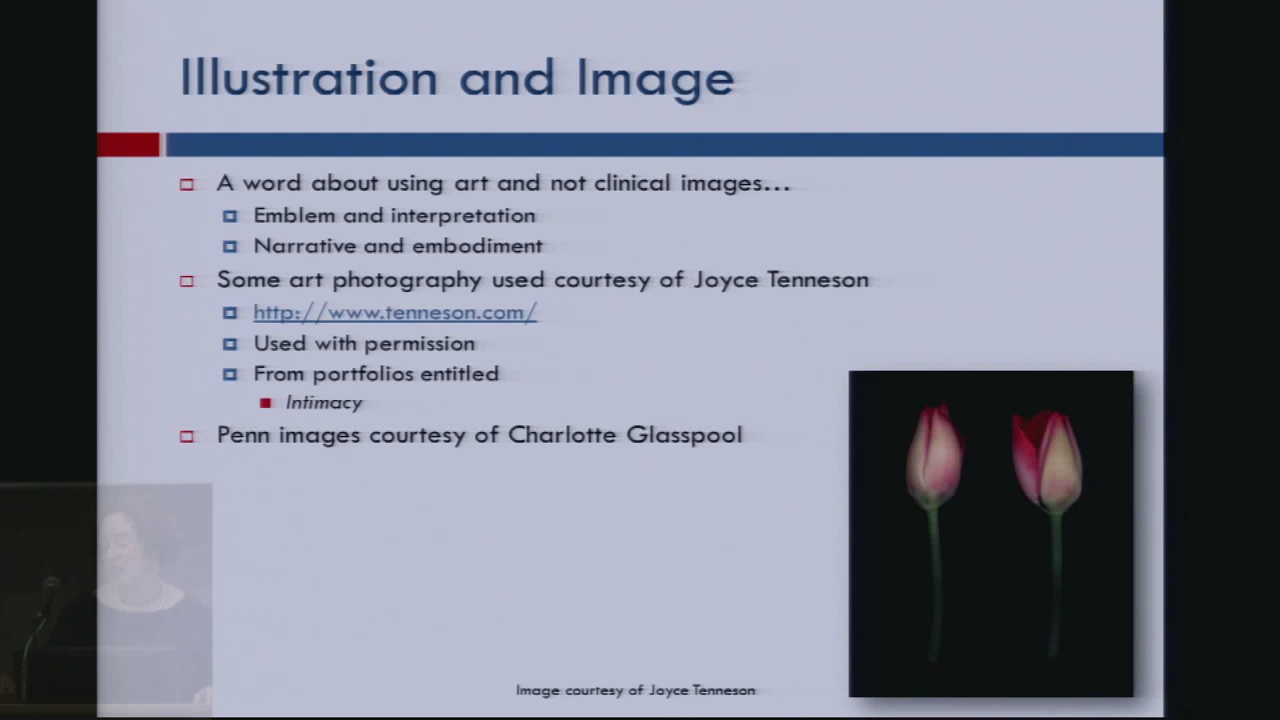 Illustration and Image
A word about using art and not clinical images...
Emblem and interpretation
Narrative and embodiment
Some art photography used courtesy of Joyce Tenneson
http://www.tenneson.com/
Used with permission
From portfolios entitled
Intimacy
Penn images courtesy of Charlotte Glasspool
Image courtesy of Joyce Tenneson